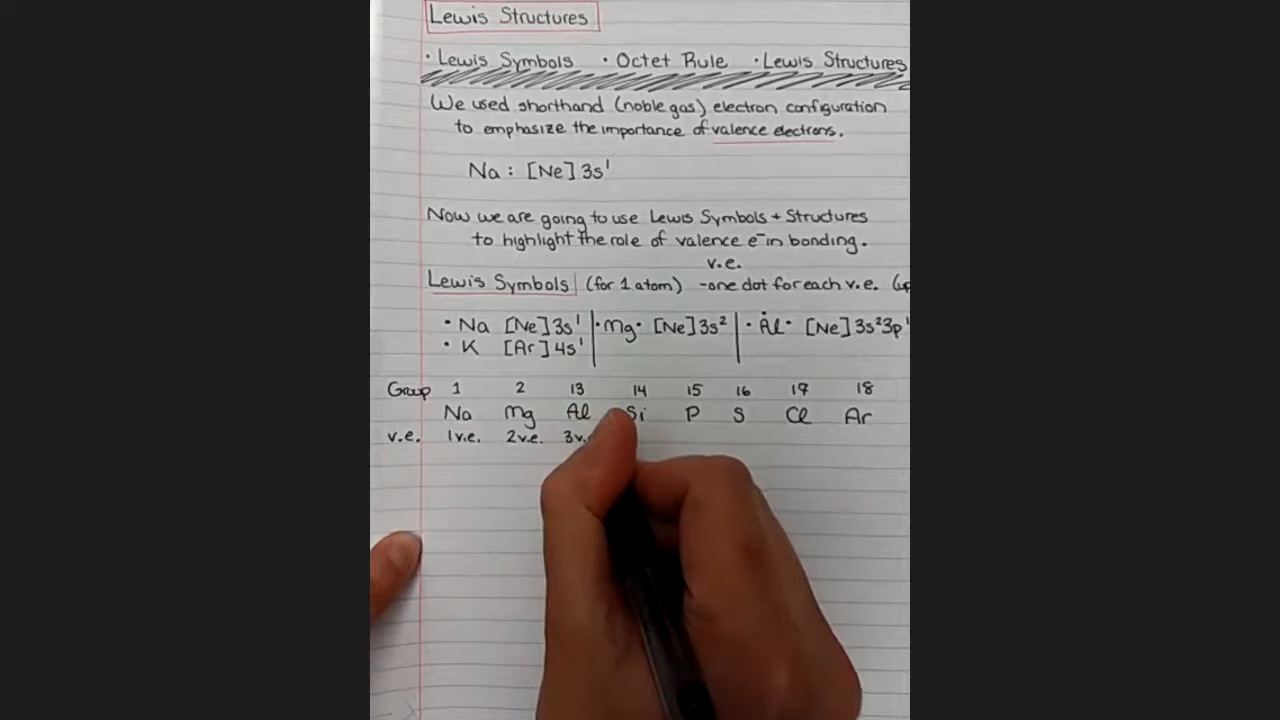 Lewis Structures
· Lewis Symbols · Octet Rule · Lewis Structures
We used shorthand (noble gas) electron configuration
to emphasize the importance of valence electrons.
Na : [Ne] 3s¹
Now we are going to use Lewis Symbols + Structures
to highlight the role of valence e⁻ in bonding.
v.e.
Lewis Symbols (for 1 atom) - one dot for each v.e.
· Na [Ne] 3s¹ | · Mg · [Ne] 3s² | · Ȧl · [Ne] 3s²3p¹
· K [Ar] 4s¹
Group 1 2 13 14 15 16 17 18
Na Mg Al Si P S Cl Ar
v.e. 1v.e. 2v.e. 3v.